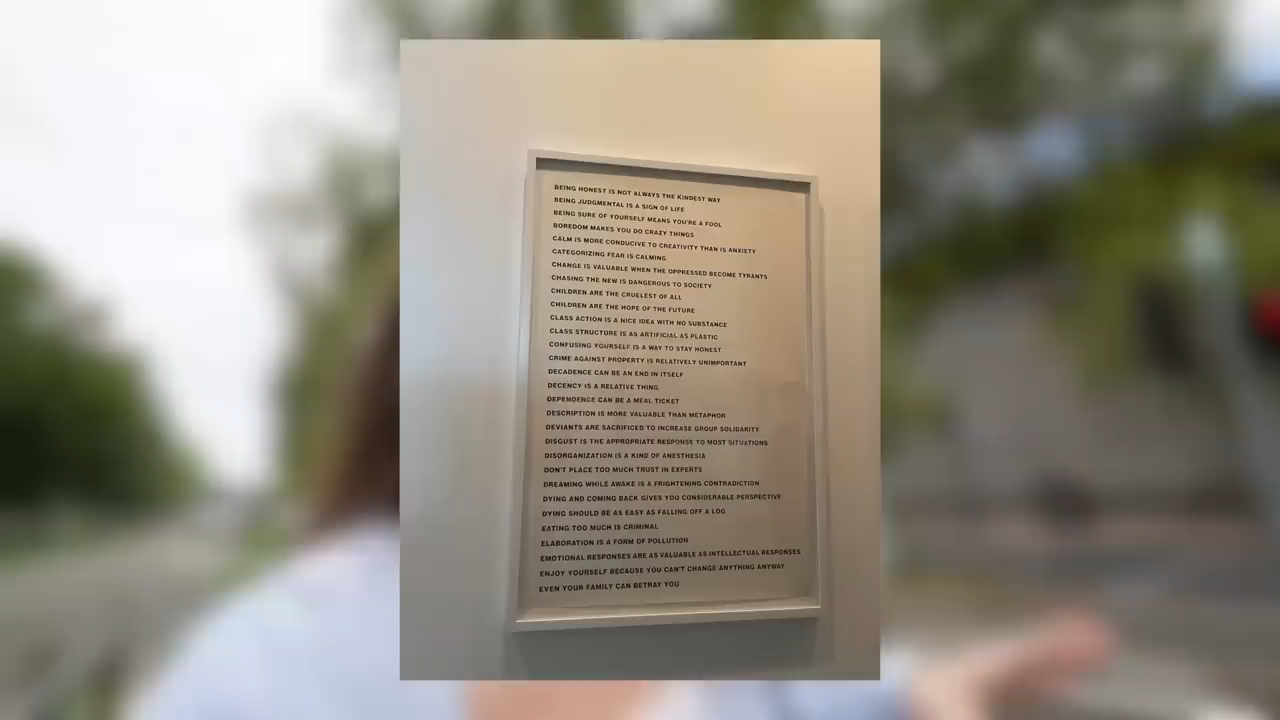 BEING HONEST IS NOT ALWAYS THE KINDEST WAY
BEING JUDGMENTAL IS A SIGN OF LIFE
BEING SURE OF YOURSELF MEANS YOU'RE A FOOL
BOREDOM MAKES YOU DO CRAZY THINGS
CALM IS MORE CONDUCIVE TO CREATIVITY THAN IS ANXIETY
CATEGORIZING FEAR IS CALMING
CHANGE IS VALUABLE WHEN THE OPPRESSED BECOME TYRANTS
CHASING THE NEW IS DANGEROUS TO SOCIETY
CHILDREN ARE THE CRUELEST OF ALL
CHILDREN ARE THE HOPE OF THE FUTURE
CLASS ACTION IS A NICE IDEA WITH NO SUBSTANCE
CLASS STRUCTURE IS AS ARTIFICIAL AS PLASTIC
CONFUSING YOURSELF IS A WAY TO STAY HONEST
CRIME AGAINST PROPERTY IS RELATIVELY UNIMPORTANT
DECADENCE CAN BE AN END IN ITSELF
DECENCY IS A RELATIVE THING
DEPENDENCE CAN BE A MEAL TICKET
DESCRIPTION IS MORE VALUABLE THAN METAPHOR
DEVIANTS ARE SACRIFICED TO INCREASE GROUP SOLIDARITY
DISGUST IS THE APPROPRIATE RESPONSE TO MOST SITUATIONS
DISORGANIZATION IS A KIND OF ANESTHESIA
DON'T PLACE TOO MUCH TRUST IN EXPERTS
DREAMING WHILE AWAKE IS A FRIGHTENING CONTRADICTION
DYING AND COMING BACK GIVES YOU CONSIDERABLE PERSPECTIVE
DYING SHOULD BE AS EASY AS FALLING OFF A LOG
EATING TOO MUCH IS CRIMINAL
ELABORATION IS A FORM OF POLLUTION
EMOTIONAL RESPONSES ARE AS VALUABLE AS INTELLECTUAL RESPONSES
ENJOY YOURSELF BECAUSE YOU CAN'T CHANGE ANYTHING ANYWAY
EVEN YOUR FAMILY CAN BETRAY YOU